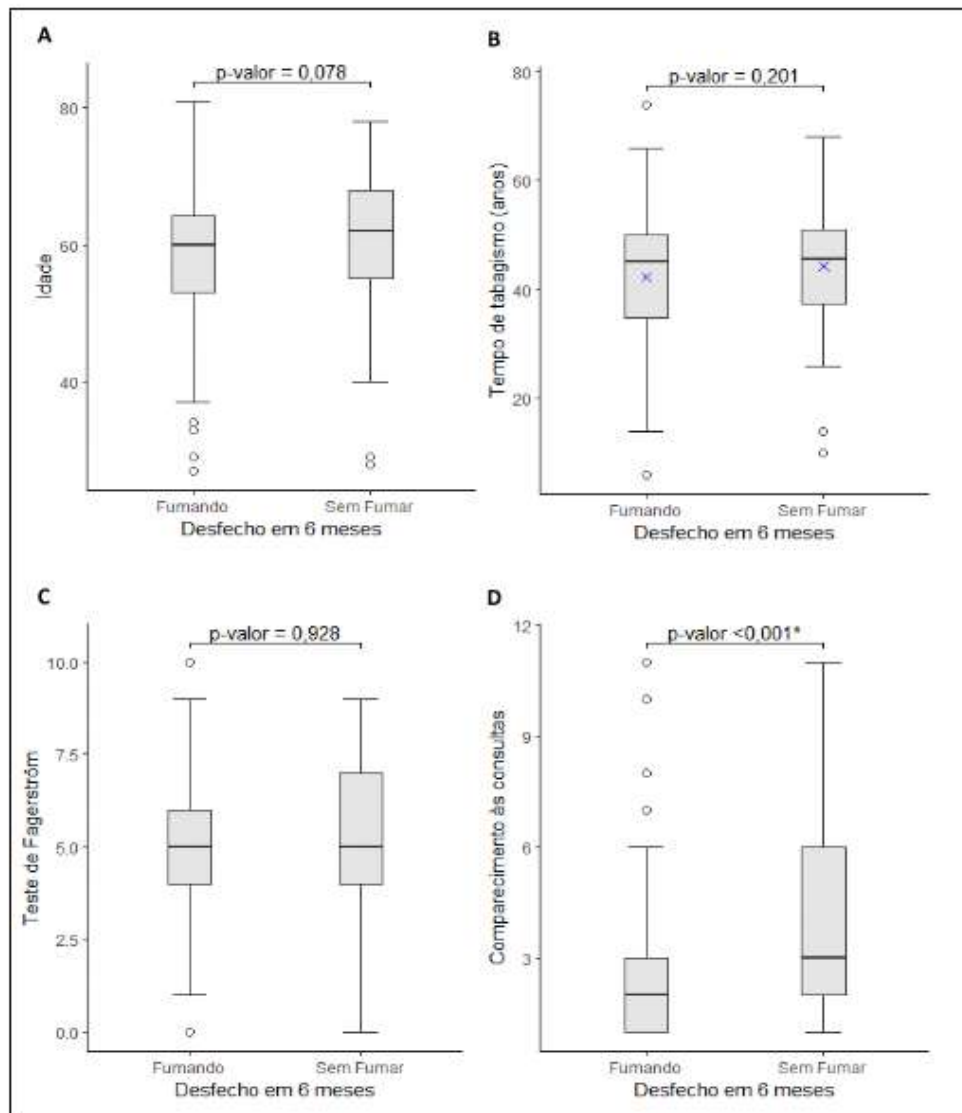 A
p-valor = 0,078
80
60
40
Idade
Fumando
Sem Fumar
Desfecho em 6 meses
B
p-valor = 0,201
80
60
40
20
Tempo de tabagismo (anos)
Fumando
Sem Fumar
Desfecho em 6 meses
C
p-valor = 0,928
10.0
7.5
5.0
2.5
0.0
Teste de Fagerstróm
Fumando
Sem Fumar
Desfecho em 6 meses
D
p-valor <0,001*
12
9
6
3
Comparecimento às consultas
Fumando
Sem Fumar
Desfecho em 6 meses